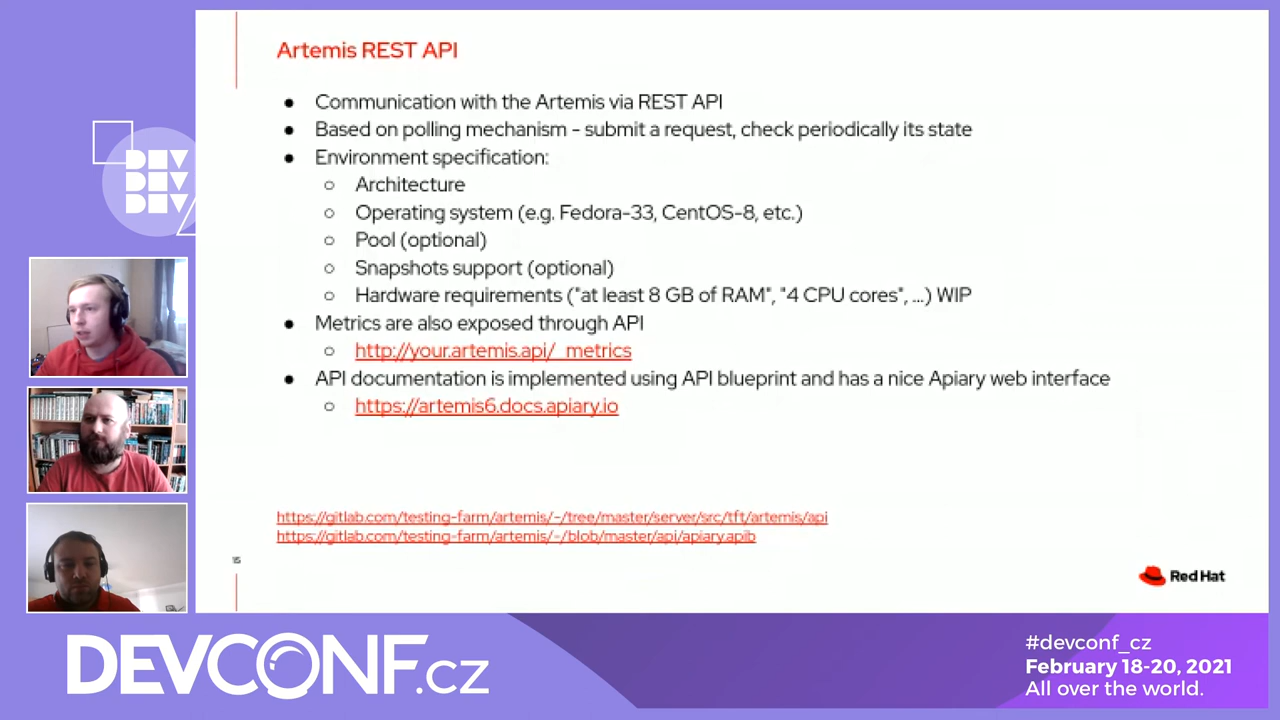 Artemis REST API
● Communication with the Artemis via REST API
● Based on polling mechanism - submit a request, check periodically its state
● Environment specification:
○ Architecture
○ Operating system (e.g. Fedora-33, CentOS-8, etc.)
○ Pool (optional)
○ Snapshots support (optional)
○ Hardware requirements ("at least 8 GB of RAM", "4 CPU cores", ...) WIP
● Metrics are also exposed through API
○ http://your.artemis.api/_metrics
● API documentation is implemented using API blueprint and has a nice Apiary web interface
○ https://artemis6.docs.apiary.io
https://gitlab.com/testing-farm/artemis/-/tree/master/server/src/tft/artemis/api
https://gitlab.com/testing-farm/artemis/-/blob/master/api/apiary.apib
Red Hat
DEV
DEV
DEV
DEVCONF.cz
#devconf_cz
February 18-20, 2021
All over the world.